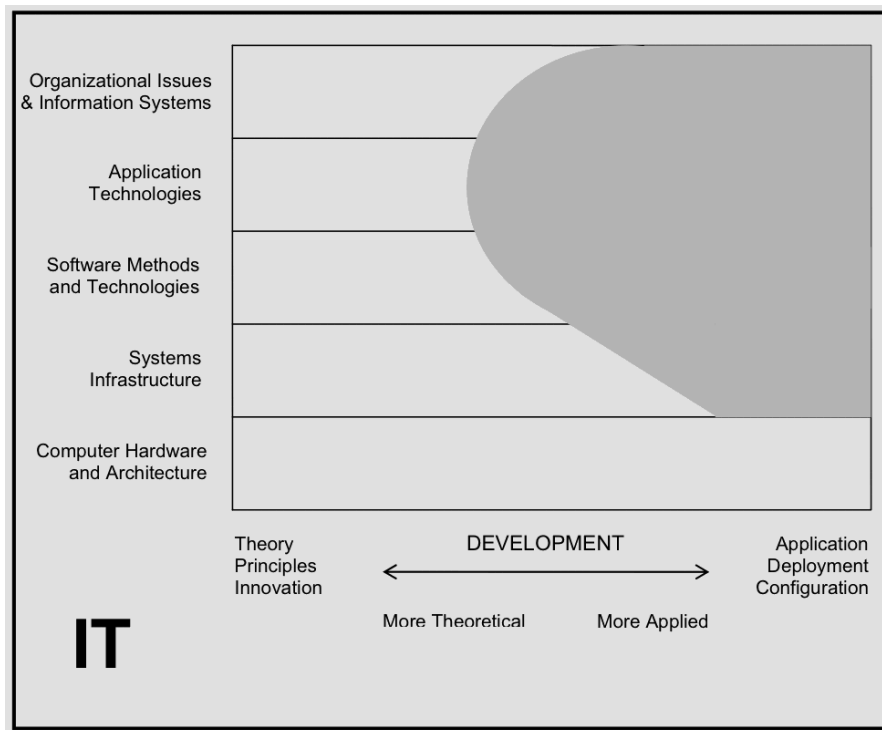 Organizational Issues
& Information Systems
Application
Technologies
Software Methods
and Technologies
Systems
Infrastructure
Computer Hardware
and Architecture
Theory
Principles
Innovation
DEVELOPMENT
Application
Deployment
Configuration
More Theoretical
More Applied
IT